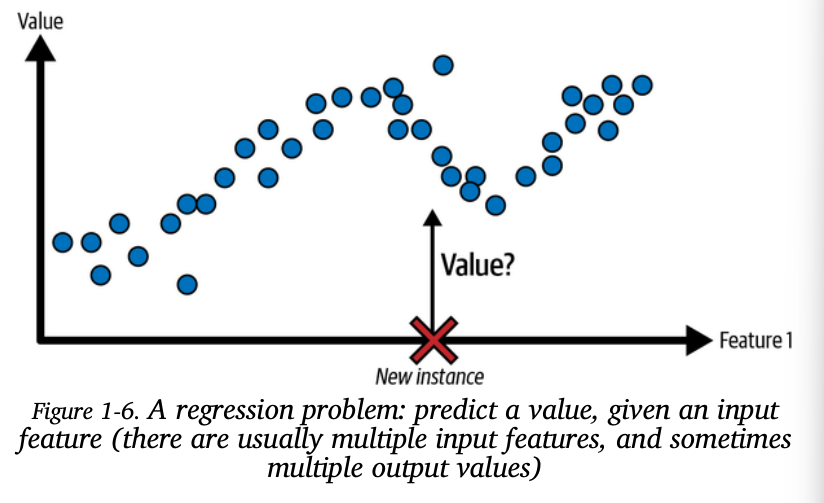 Value
Value?
Feature 1
New instance
Figure 1-6. A regression problem: predict a value, given an input
feature (there are usually multiple input features, and sometimes
multiple output values)